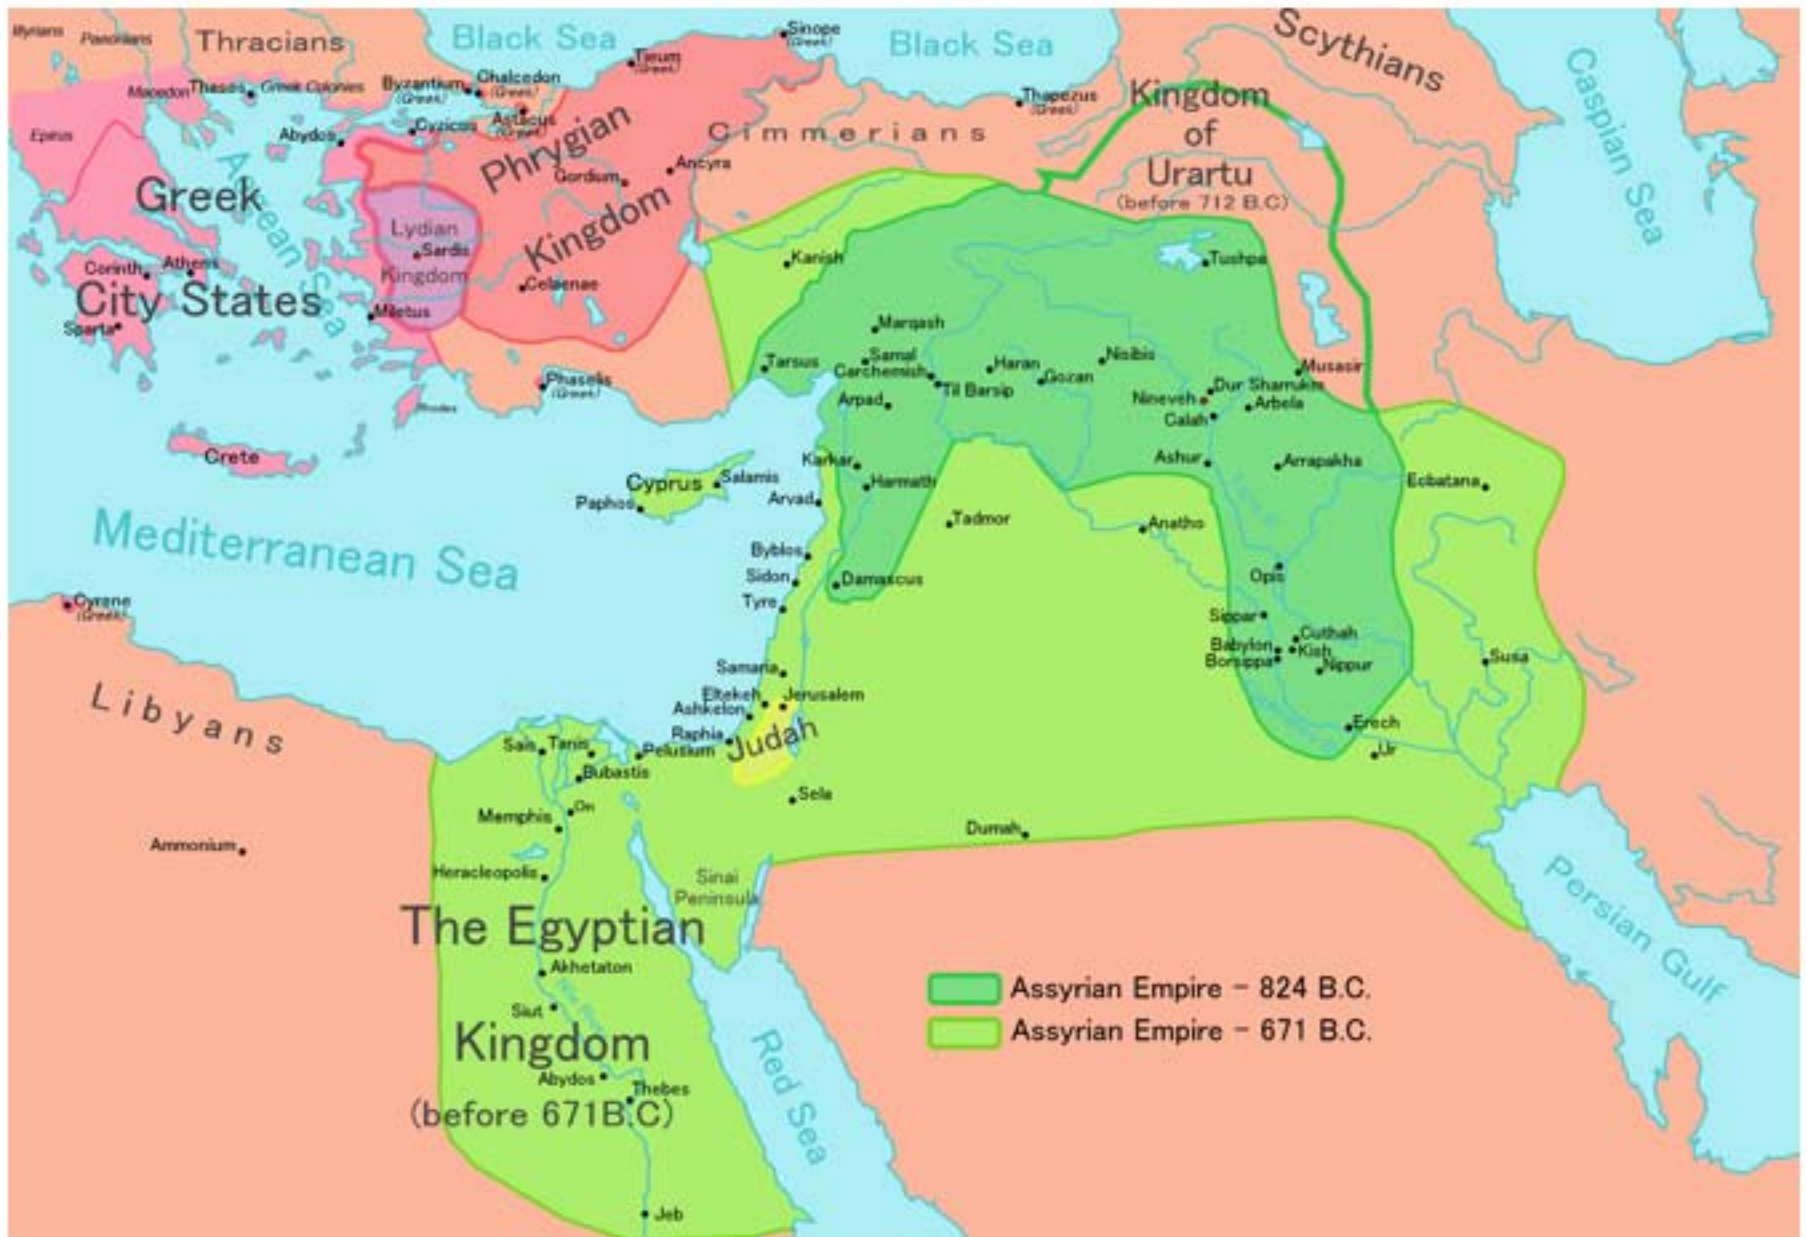 Illyrians
Paeonians
Thracians
Black Sea
Sinope
(Greek)
Black Sea
Scythians
Caspian Sea
Tieum
(Greek)
Macedon
Thasos
Greek Colonies
Byzantium
(Greek)
Chalcedon
(Greek)
Astacus
(Greek)
Thapezus
(Greek)
Kingdom
of
Urartu
(before 712 B.C)
Epirus
Abydos
Cyzicus
Phrygian
Kingdom
Cimmerians
Gordium
Ancyra
Greek
City States
Aegean Sea
Lydian
Kingdom
Sardis
Celaenae
Miletus
Corinth
Athens
Sparta
Kanish
Tushpa
Marqash
Tarsus
Samal
Carchemish
Til Barsip
Haran
Gozan
Nisibis
Musasir
Dur Sharrukin
Nineveh
Arbela
Calah
Arpad
Phaselis
(Greek)
Rhodes
Crete
Cyprus
Salamis
Paphos
Karkar
Harmath
Arvad
Ashur
Arrapakha
Ecbatana
Tadmor
Anatho
Mediterranean Sea
Byblos
Sidon
Damascus
Tyre
Opis
Cyrene
(Greek)
Sippar
Cuthah
Babylon
Kish
Borsippa
Nippur
Susa
Samaria
Eltekeh
Jerusalem
Ashkelon
Raphia
Judah
Erech
Ur
Libyans
Sais
Tanis
Pelusium
Bubastis
Sela
On
Memphis
Dumah
Ammonium
Heracleopolis
Sinai
Peninsula
Persian Gulf
The Egyptian
Kingdom
(before 671B.C)
Akhetaton
Siut
Abydos
Thebes
Jeb
Red Sea
Assyrian Empire - 824 B.C.
Assyrian Empire - 671 B.C.